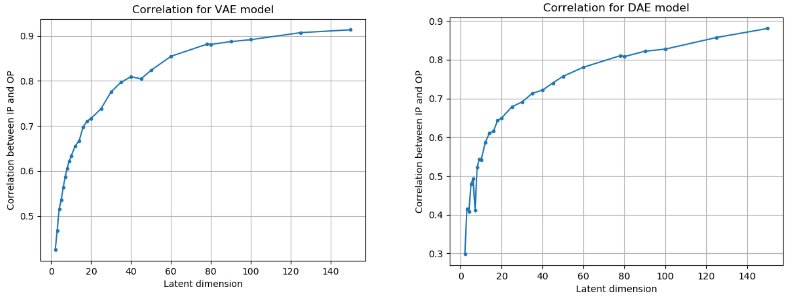 Correlation for VAE model
Correlation between IP and OP
0.9
0.8
0.7
0.6
0.5
0 20 40 60 80 100 120 140
Latent dimension
Correlation for DAE model
Correlation between IP and OP
0.9
0.8
0.7
0.6
0.5
0.4
0.3
0 20 40 60 80 100 120 140
Latent dimension